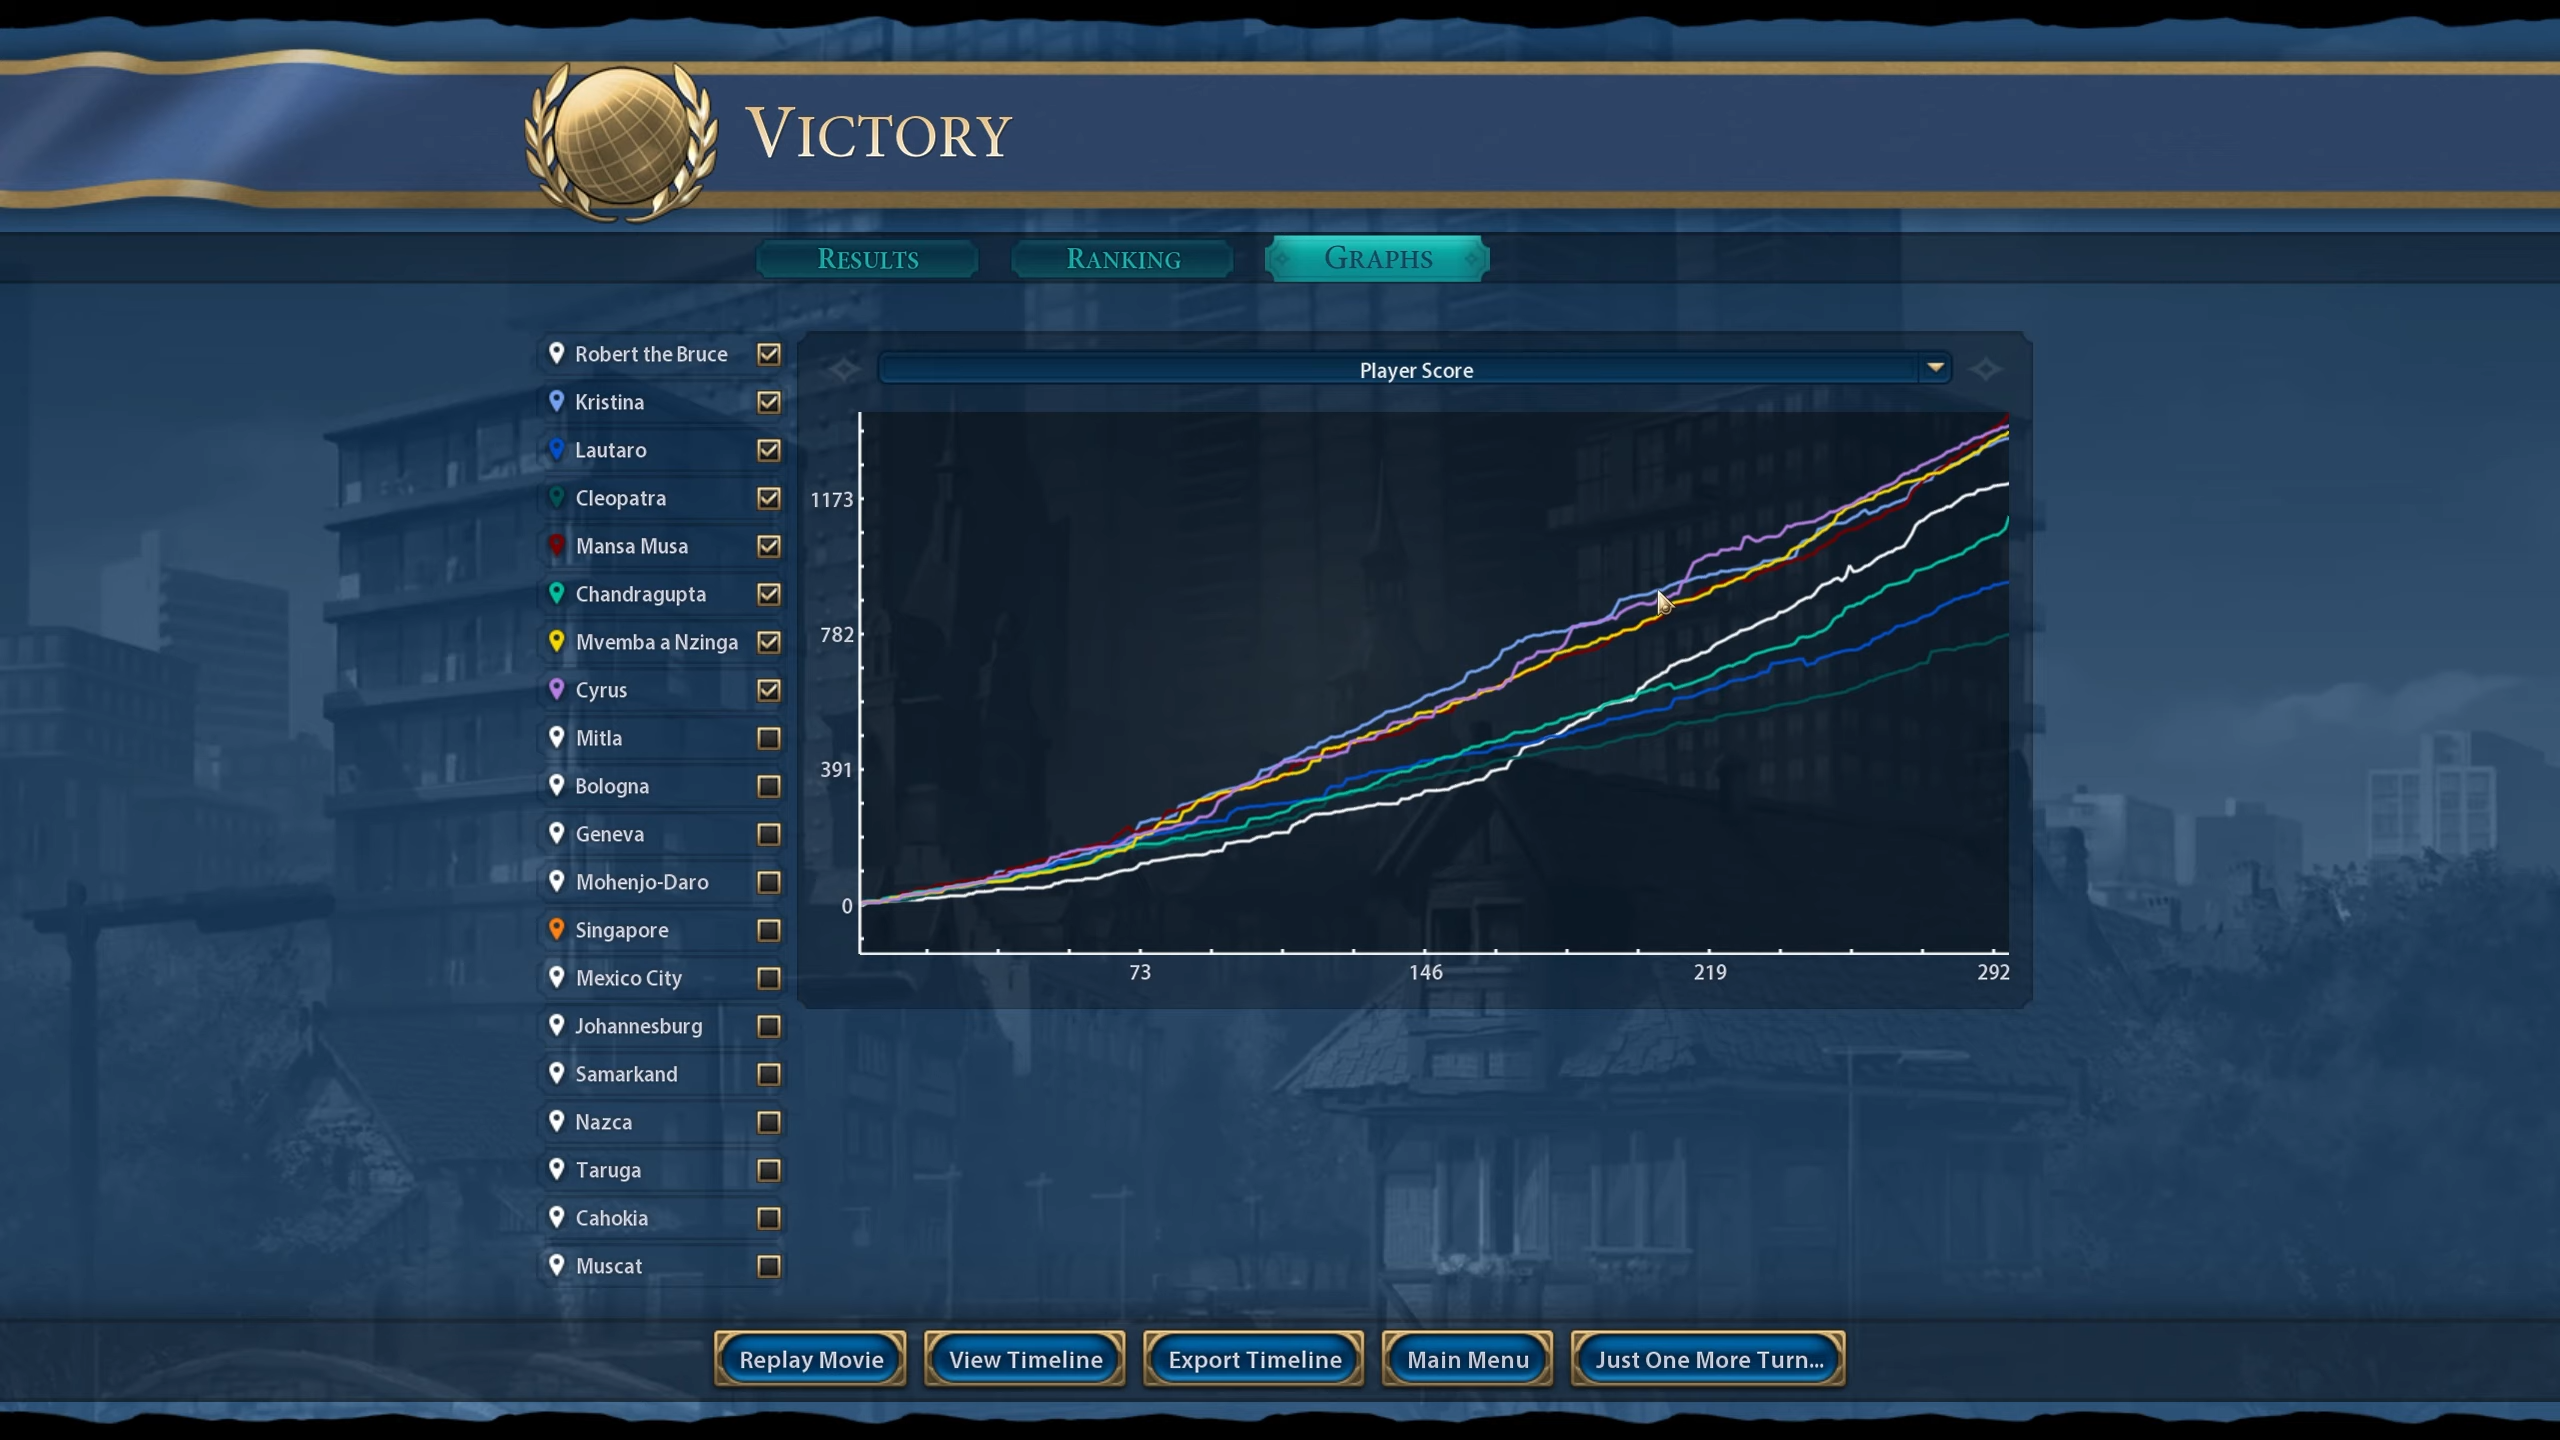 VICTORY
RESULTS
RANKING
GRAPHS
Robert the Bruce
Kristina
Lautaro
Cleopatra
Mansa Musa
Chandragupta
Mvemba a Nzinga
Cyrus
Mitla
Bologna
Geneva
Mohenjo-Daro
Singapore
Mexico City
Johannesburg
Samarkand
Nazca
Taruga
Cahokia
Muscat
Player Score
1173
782
391
0
73 146 219 292
Replay Movie
View Timeline
Export Timeline
Main Menu
Just One More Turn...